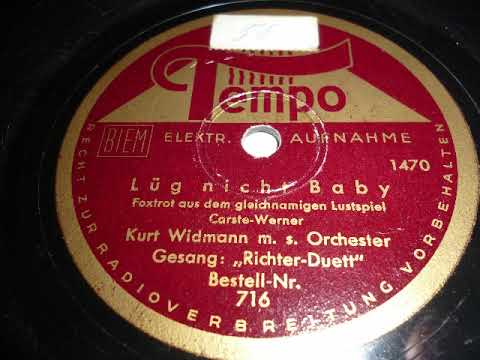 Tempo
BIEM
ELEKTR. AUFNAHME
1470
Lüg nicht Baby
Foxtrot aus dem gleichnamigen Lustspiel
Carste-Werner
Kurt Widmann m. s. Orchester
Gesang: „Richter-Duett"
Bestell-Nr.
716
RECHT ZUR RADIOVERBREITUNG VORBEHALTEN